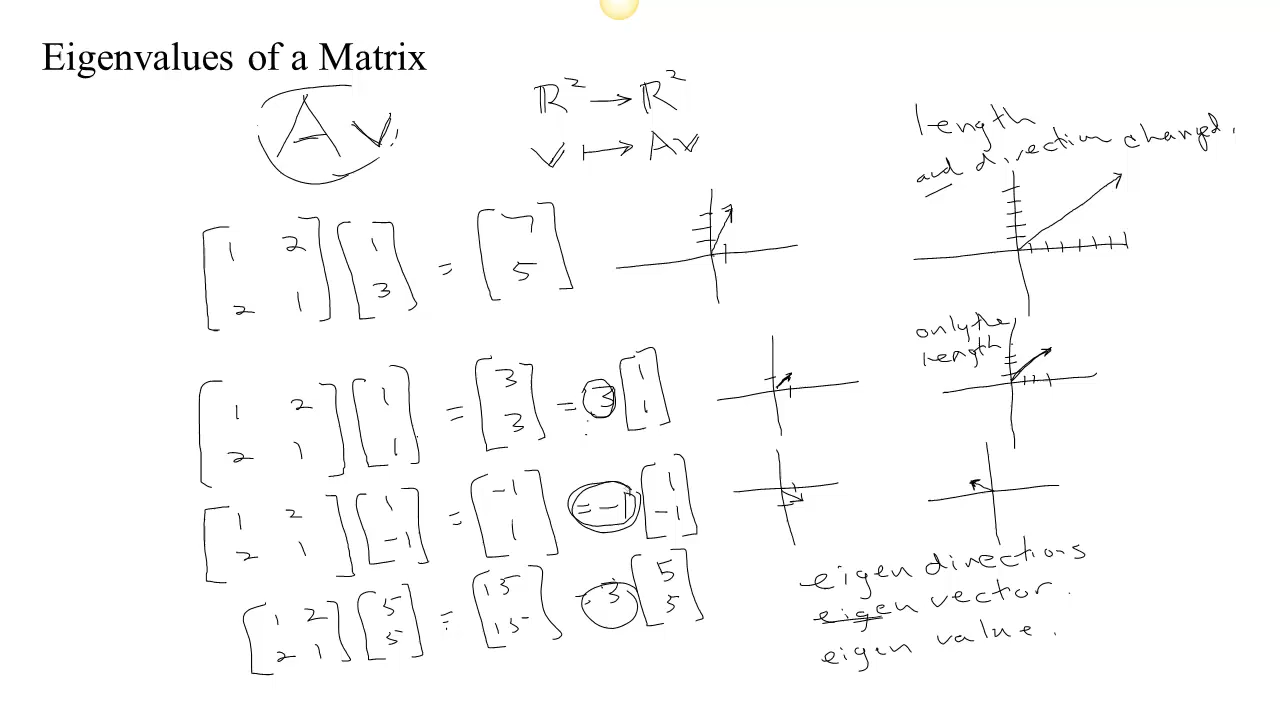 Eigenvalues of a Matrix
A v.
ℝ² → ℝ²
v ↦ Av
length
and direction changed.
[1 2; 2 1] [1; 3] = [7; 5]
only the
length
[1 2; 2 1] [1; 1] = [3; 3] = 3 [1; 1]
[1 2; 2 1] [1; -1] = [-1; 1] = -1 [1; -1]
[1 2; 2 1] [5; 5] = [15; 15] = 3 [5; 5]
eigen directions
eigen vector.
eigen value.